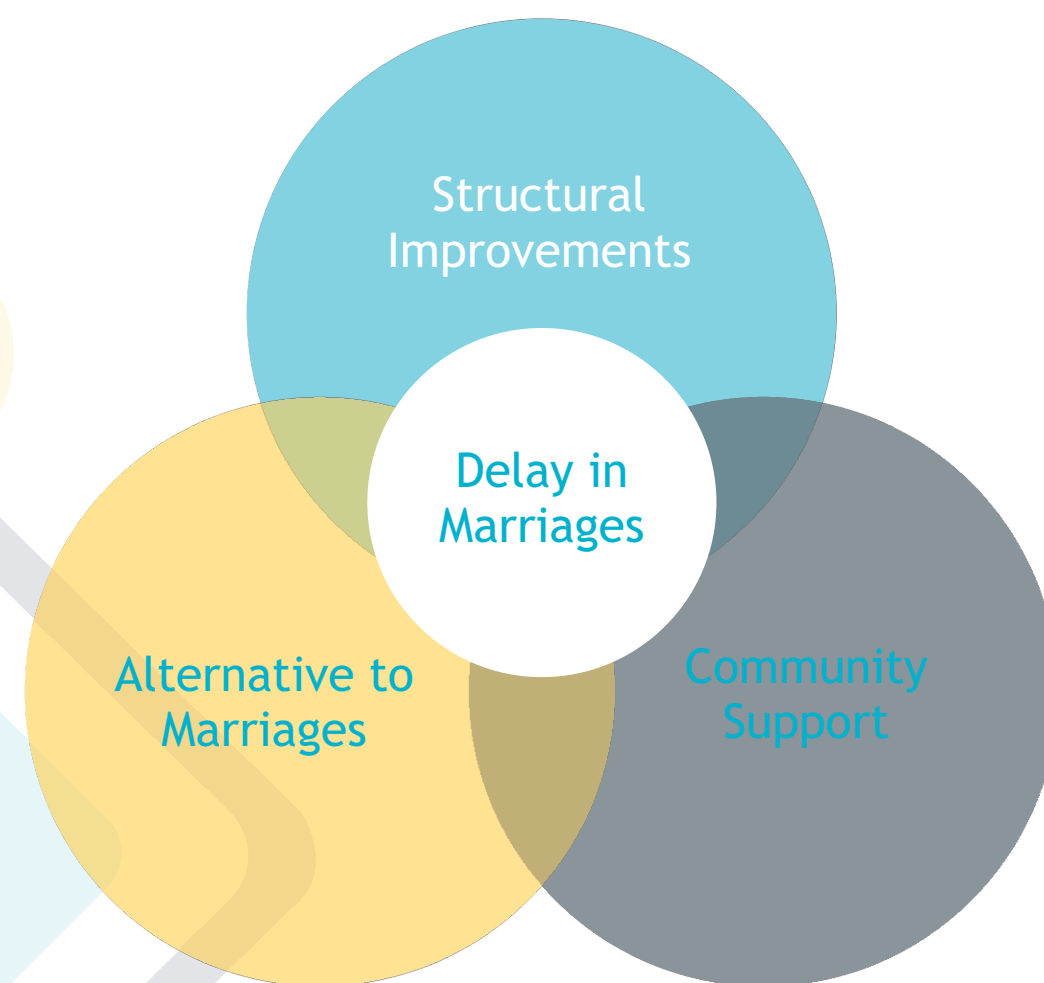 Structural
Improvements
Delay in
Marriages
Alternative to
Marriages
Community
Support